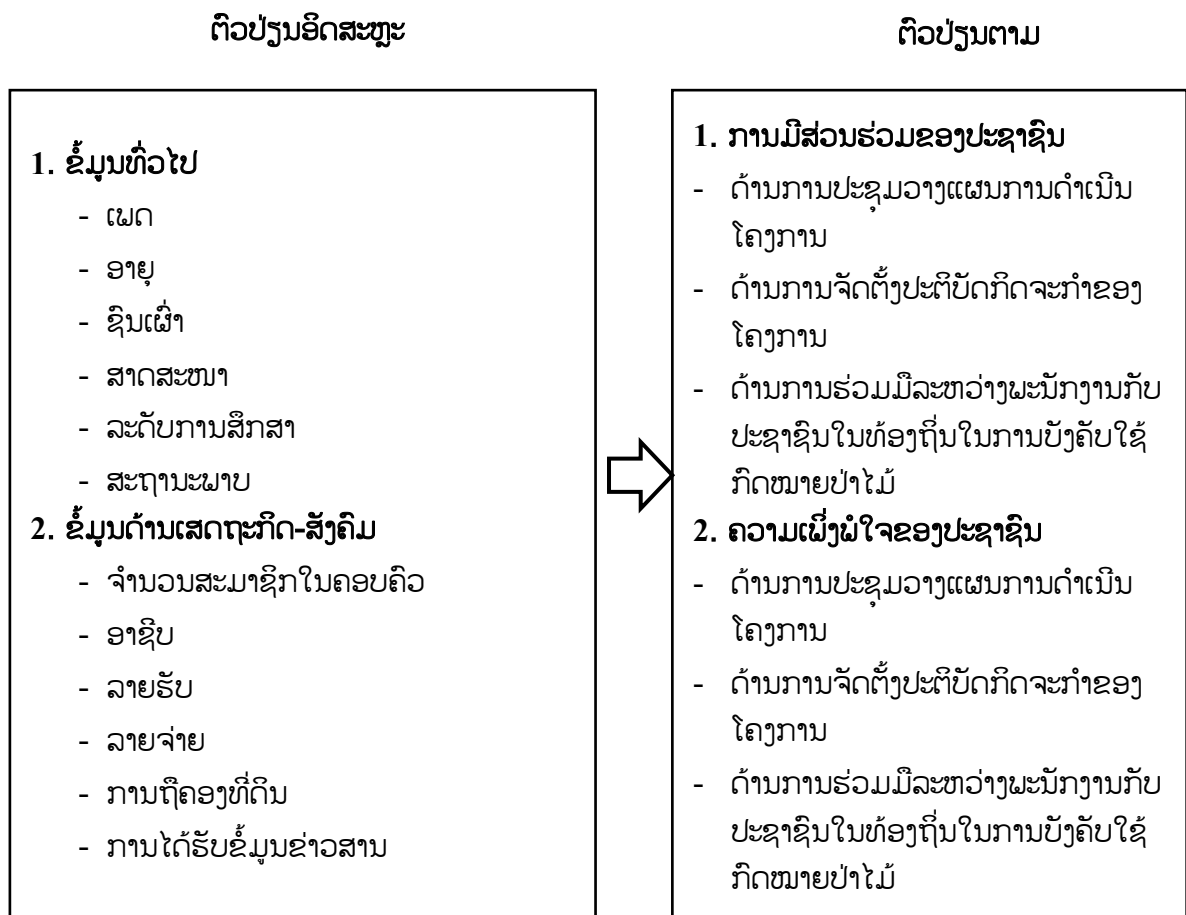 ຕົວປ່ຽນອິດສະຫຼະ
1. ຂໍ້ມູນທົ່ວໄປ
- ເພດ
- ອາຍຸ
- ຊົນເຜົ່າ
- ສາດສະໜາ
- ລະດັບການສຶກສາ
- ສະຖານະພາບ
2. ຂໍ້ມູນດ້ານເສດຖະກິດ-ສັງຄົມ
- ຈຳນວນສະມາຊິກໃນຄອບຄົວ
- ອາຊີບ
- ລາຍຮັບ
- ລາຍຈ່າຍ
- ການຖືຄອງທີ່ດິນ
- ການໄດ້ຮັບຂໍ້ມູນຂ່າວສານ
ຕົວປ່ຽນຕາມ
1. ການມີສ່ວນຮ່ວມຂອງປະຊາຊົນ
- ດ້ານການປະຊຸມວາງແຜນການດຳເນີນ
ໂຄງການ
- ດ້ານການຈັດຕັ້ງປະຕິບັດກິດຈະກຳຂອງ
ໂຄງການ
- ດ້ານການຮ່ວມມືລະຫວ່າງພະນັກງານກັບ
ປະຊາຊົນໃນທ້ອງຖິ່ນໃນການບັງຄັບໃຊ້
ກົດໝາຍປ່າໄມ້
2. ຄວາມເພິ່ງພໍໃຈຂອງປະຊາຊົນ
- ດ້ານການປະຊຸມວາງແຜນການດຳເນີນ
ໂຄງການ
- ດ້ານການຈັດຕັ້ງປະຕິບັດກິດຈະກຳຂອງ
ໂຄງການ
- ດ້ານການຮ່ວມມືລະຫວ່າງພະນັກງານກັບ
ປະຊາຊົນໃນທ້ອງຖິ່ນໃນການບັງຄັບໃຊ້
ກົດໝາຍປ່າໄມ້